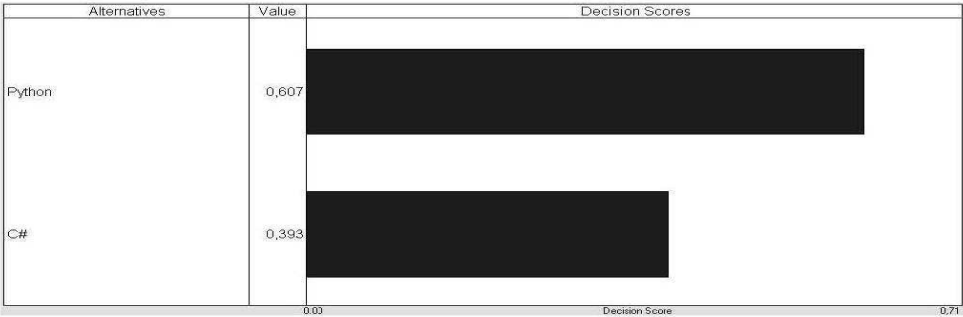 Alternatives Value Decision Scores
Python 0,607
C# 0,393
0.00 Decision Score 0,71